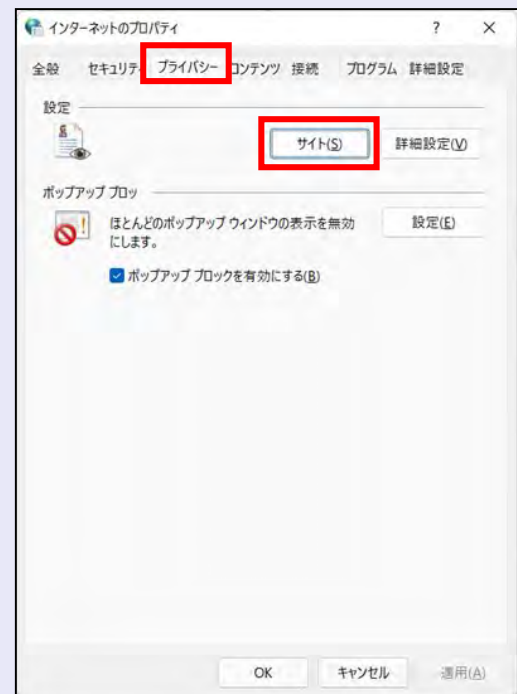 インターネットのプロパティ ? ×
全般 セキュリティ プライバシー コンテンツ 接続 プログラム 詳細設定
設定
サイト(S) 詳細設定(V)
ポップアップ ブロッ
ほとんどのポップアップ ウィンドウの表示を無効 設定(E)
にします。
ポップアップ ブロックを有効にする(B)
OK キャンセル 適用(A)